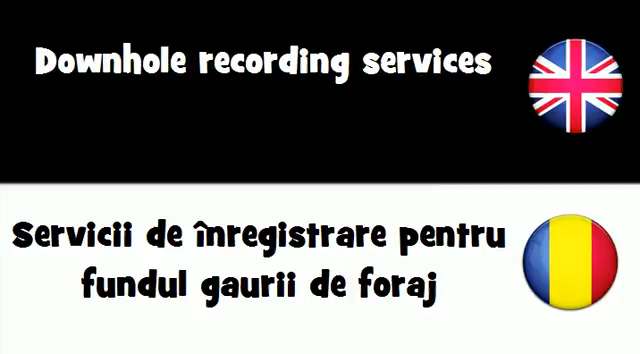 Downhole recording services
Servicii de înregistrare pentru
fundul gaurii de foraj